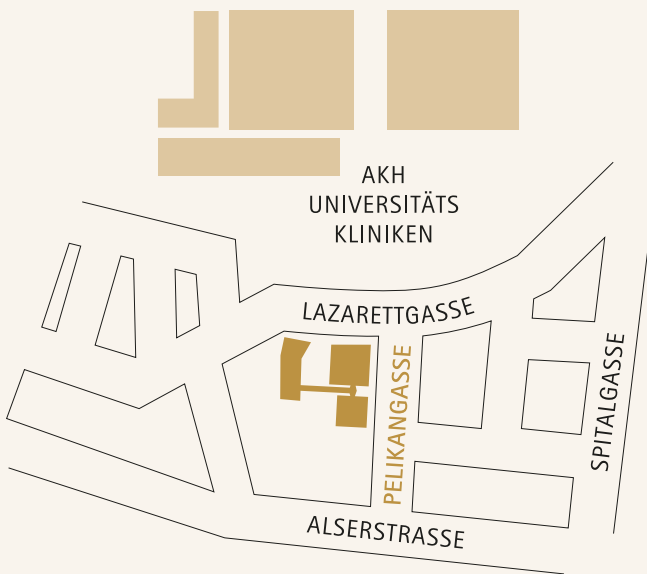 AKH
UNIVERSITÄTS
KLINIKEN
LAZARETTGASSE
PELIKANGASSE
SPITALGASSE
ALSERSTRASSE